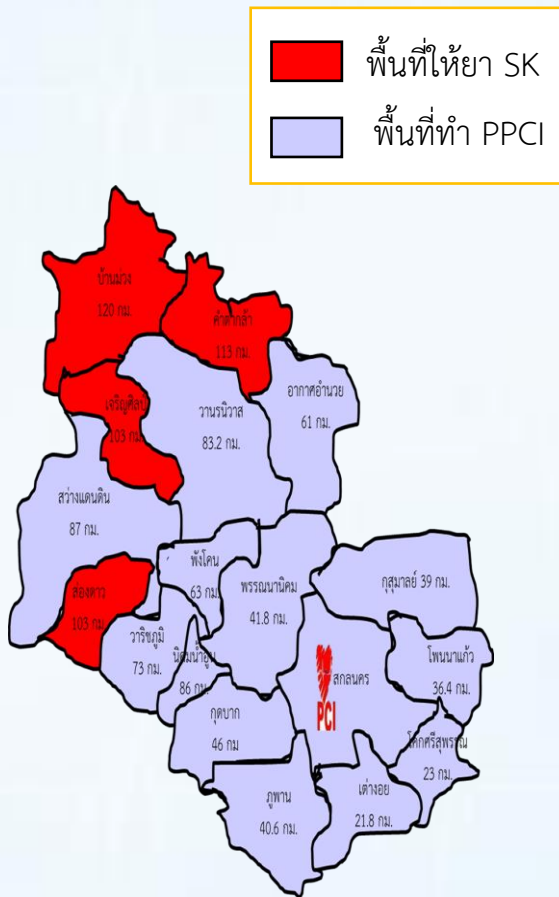 พื้นที่ให้ยา SK
พื้นที่ทำ PPCI
บ้านม่วง
120 กม.
คำตากล้า
113 กม.
เจริญศิลป์
103 กม.
วานรนิวาส
83.2 กม.
อากาศอำนวย
61 กม.
สว่างแดนดิน
87 กม.
ส่องดาว
103 กม.
พังโคน
63 กม.
วาริชภูมิ
73 กม.
นิคมน้ำอูน
86 กม.
พรรณนานิคม
41.8 กม.
กุสุมาลย์ 39 กม.
สกลนคร
PCI
โพนนาแก้ว
36.4 กม.
โคกศรีสุพรรณ
23 กม.
กุดบาก
46 กม
ภูพาน
40.6 กม.
เต่างอย
21.8 กม.